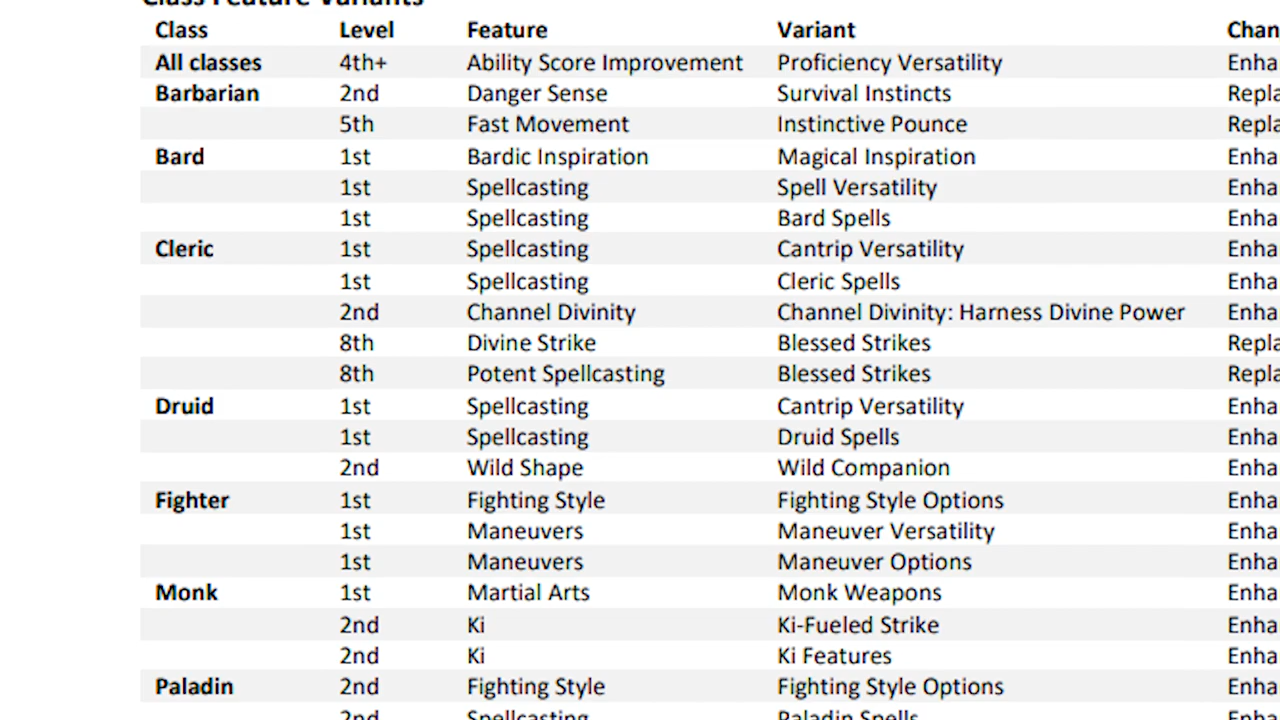 Class Feature Variants
Class Level Feature Variant Chan
All classes 4th+ Ability Score Improvement Proficiency Versatility Enha
Barbarian 2nd Danger Sense Survival Instincts Repla
5th Fast Movement Instinctive Pounce Repla
Bard 1st Bardic Inspiration Magical Inspiration Enha
1st Spellcasting Spell Versatility Enha
1st Spellcasting Bard Spells Enha
Cleric 1st Spellcasting Cantrip Versatility Enha
1st Spellcasting Cleric Spells Enha
2nd Channel Divinity Channel Divinity: Harness Divine Power Enha
8th Divine Strike Blessed Strikes Repla
8th Potent Spellcasting Blessed Strikes Repla
Druid 1st Spellcasting Cantrip Versatility Enha
1st Spellcasting Druid Spells Enha
2nd Wild Shape Wild Companion Enha
Fighter 1st Fighting Style Fighting Style Options Enha
1st Maneuvers Maneuver Versatility Enha
1st Maneuvers Maneuver Options Enha
Monk 1st Martial Arts Monk Weapons Enha
2nd Ki Ki-Fueled Strike Enha
2nd Ki Ki Features Enha
Paladin 2nd Fighting Style Fighting Style Options Enha
2nd Spellcasting Paladin Spells Enha